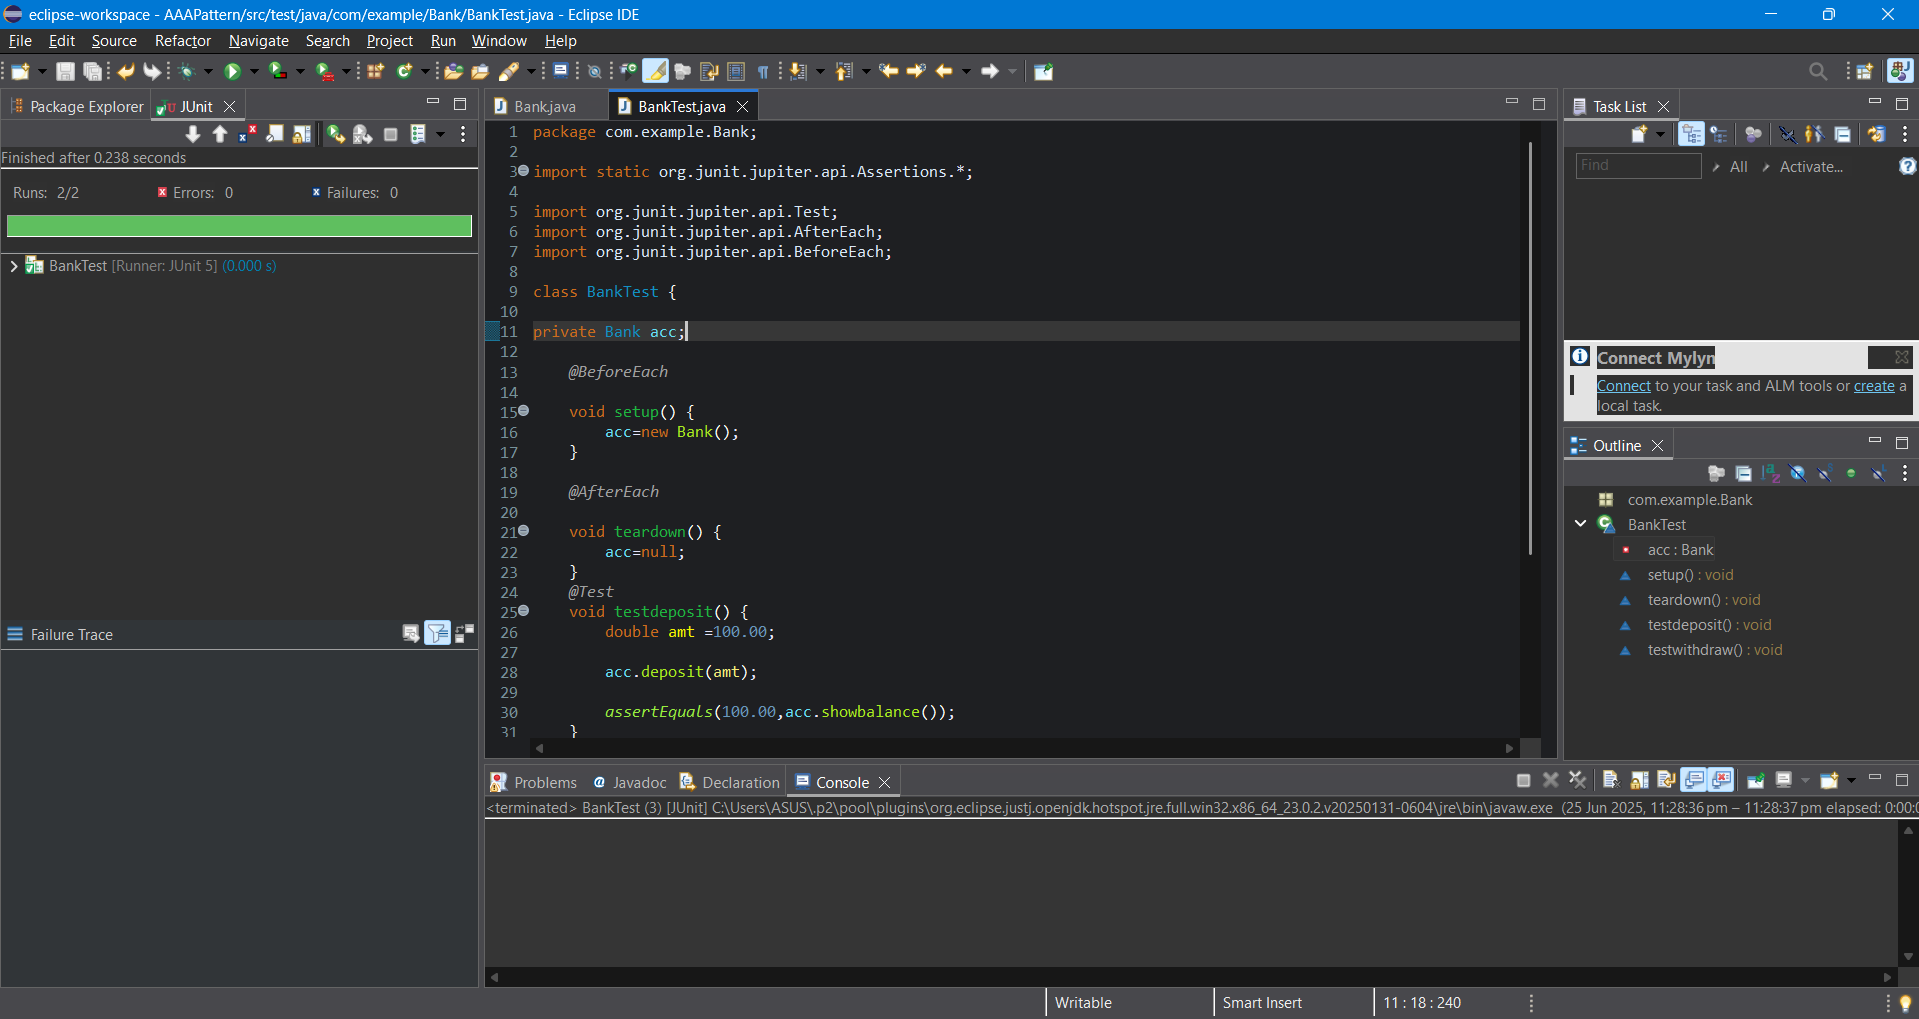 eclipse-workspace - AAAPattern/src/test/java/com/example/Bank/BankTest.java - Eclipse IDE
File Edit Source Refactor Navigate Search Project Run Window Help
Package Explorer JUnit
Finished after 0.238 seconds
Runs: 2/2 Errors: 0 Failures: 0
BankTest [Runner: JUnit 5] (0.000 s)
Failure Trace
Bank.java BankTest.java
1 package com.example.Bank;
2
3 import static org.junit.jupiter.api.Assertions.*;
4
5 import org.junit.jupiter.api.Test;
6 import org.junit.jupiter.api.AfterEach;
7 import org.junit.jupiter.api.BeforeEach;
8
9 class BankTest {
10
11 private Bank acc;
12
13 @BeforeEach
14
15 void setup() {
16 acc=new Bank();
17 }
18
19 @AfterEach
20
21 void teardown() {
22 acc=null;
23 }
24 @Test
25 void testdeposit() {
26 double amt =100.00;
27
28 acc.deposit(amt);
29
30 assertEquals(100.00,acc.showbalance());
31 }
Task List
Find All Activate...
Connect Mylyn
Connect to your task and ALM tools or create a
local task.
Outline
com.example.Bank
BankTest
acc : Bank
setup() : void
teardown() : void
testdeposit() : void
testwithdraw() : void
Problems Javadoc Declaration Console
<terminated> BankTest (3) [JUnit] C:\Users\ASUS\.p2\pool\plugins\org.eclipse.justj.openjdk.hotspot.jre.full.win32.x86_64_23.0.2.v20250131-0604\jre\bin\javaw.exe (25 Jun 2025, 11:28:36 pm – 11:28:37 pm elapsed: 0:00:0
Writable Smart Insert 11 : 18 : 240